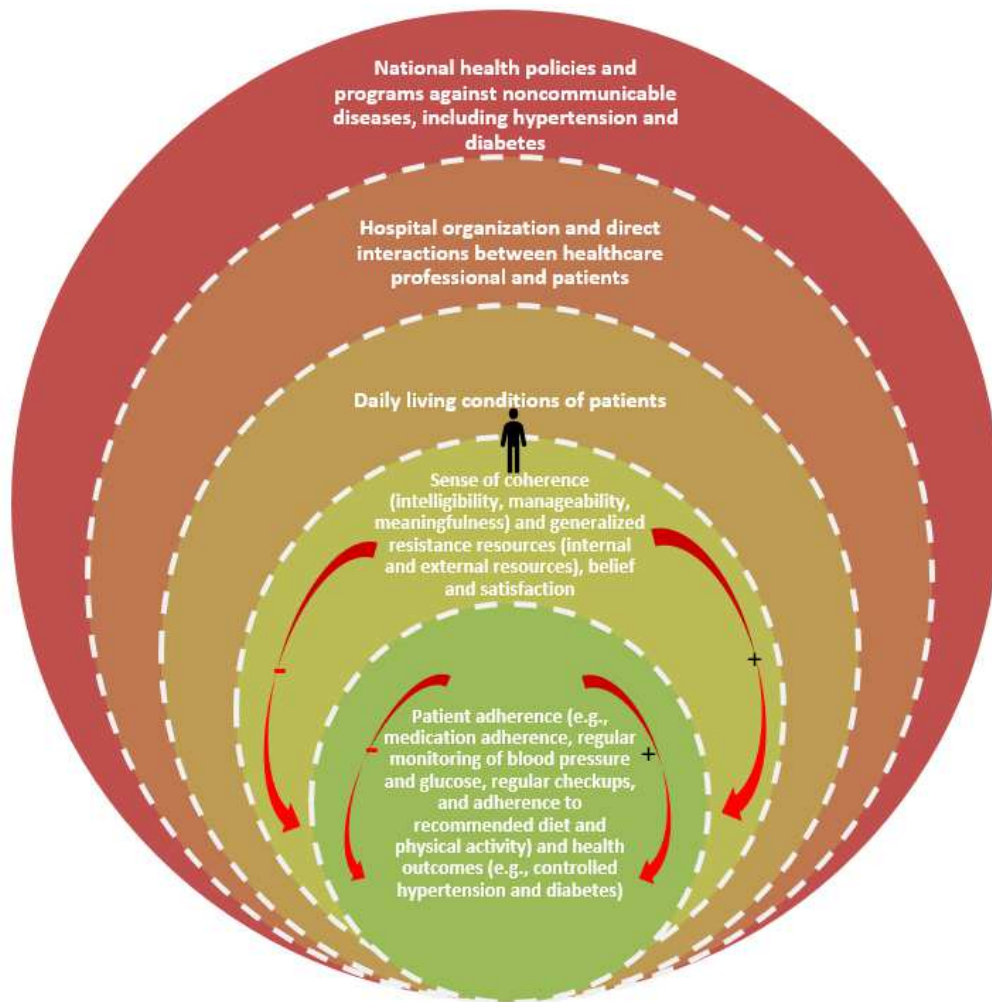 National health policies and
programs against noncommunicable
diseases, including hypertension and
diabetes
Hospital organization and direct
interactions between healthcare
professional and patients
Daily living conditions of patients
Sense of coherence
(intelligibility, manageability,
meaningfulness) and generalized
resistance resources (internal
and external resources), belief
and satisfaction
-
+
Patient adherence (e.g.,
medication adherence, regular
monitoring of blood pressure
and glucose, regular checkups,
and adherence to
recommended diet and
physical activity) and health
outcomes (e.g., controlled
hypertension and diabetes)
-
+